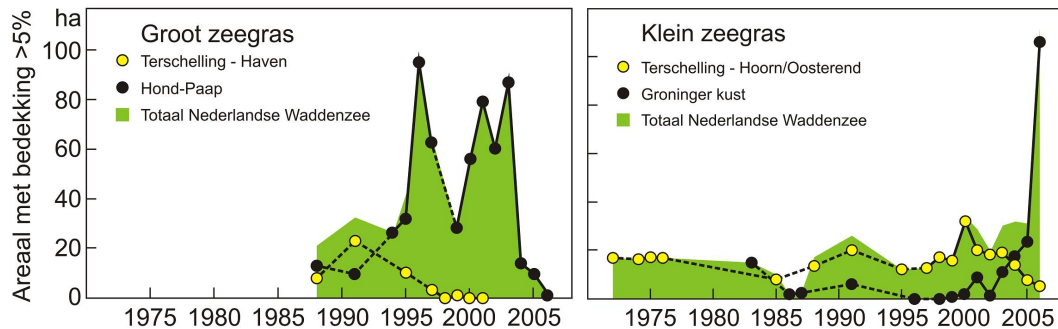 Areaal met bedekking >5%
ha
100
80
60
40
20
0
Groot zeegras
Terschelling - Haven
Hond-Paap
Totaal Nederlandse Waddenzee
1975 1980 1985 1990 1995 2000 2005
Klein zeegras
Terschelling - Hoorn/Oosterend
Groninger kust
Totaal Nederlandse Waddenzee
1975 1980 1985 1990 1995 2000 2005